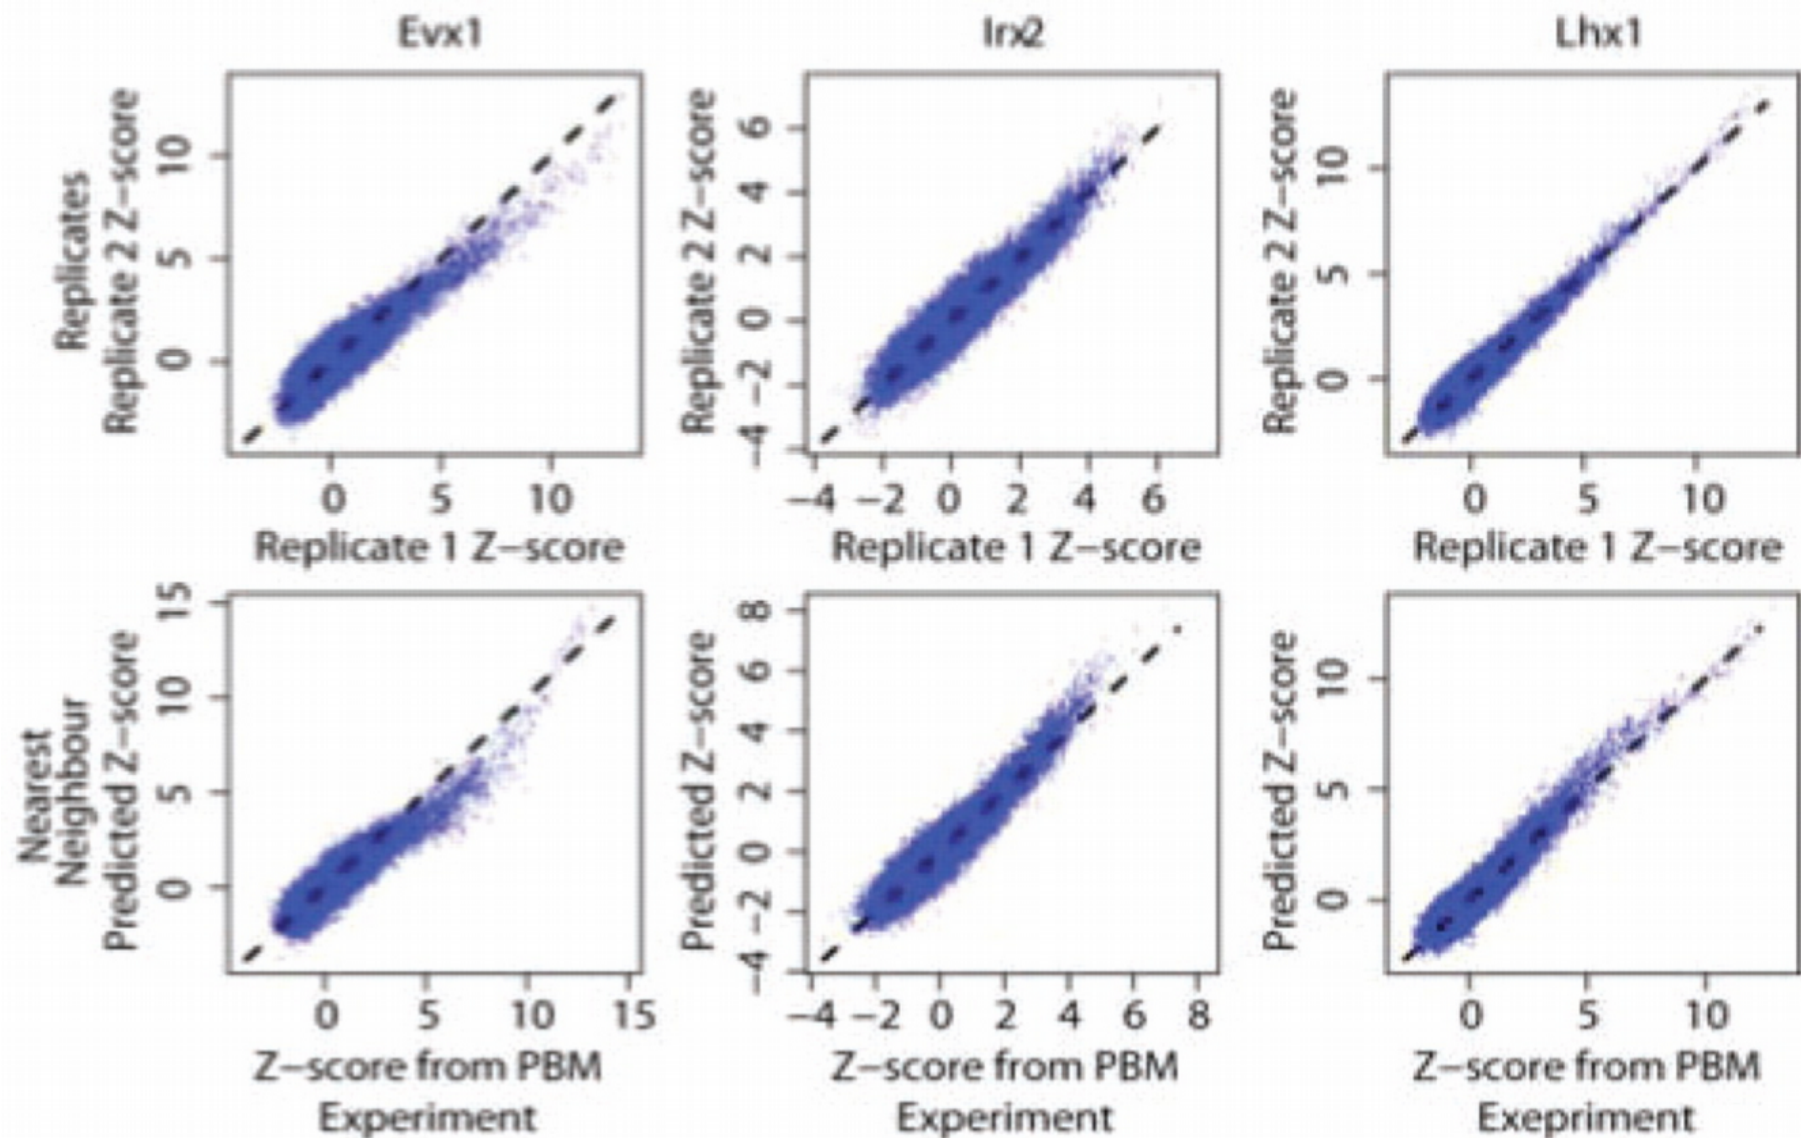 Evx1
Irx2
Lhx1
Replicates
Replicate 2 Z−score
10
5
0
0 5 10
Replicate 1 Z−score
Replicate 2 Z−score
6
4
2
0
−2
−4
−4 −2 0 2 4 6
Replicate 1 Z−score
Replicate 2 Z−score
10
5
0
0 5 10
Replicate 1 Z−score
Nearest
Neighbour
Predicted Z−score
15
10
5
0
0 5 10 15
Z−score from PBM
Experiment
Predicted Z−score
8
6
4
2
0
−2
−4
−4 −2 0 2 4 6 8
Z−score from PBM
Experiment
Predicted Z−score
10
5
0
0 5 10
Z−score from PBM
Exepriment